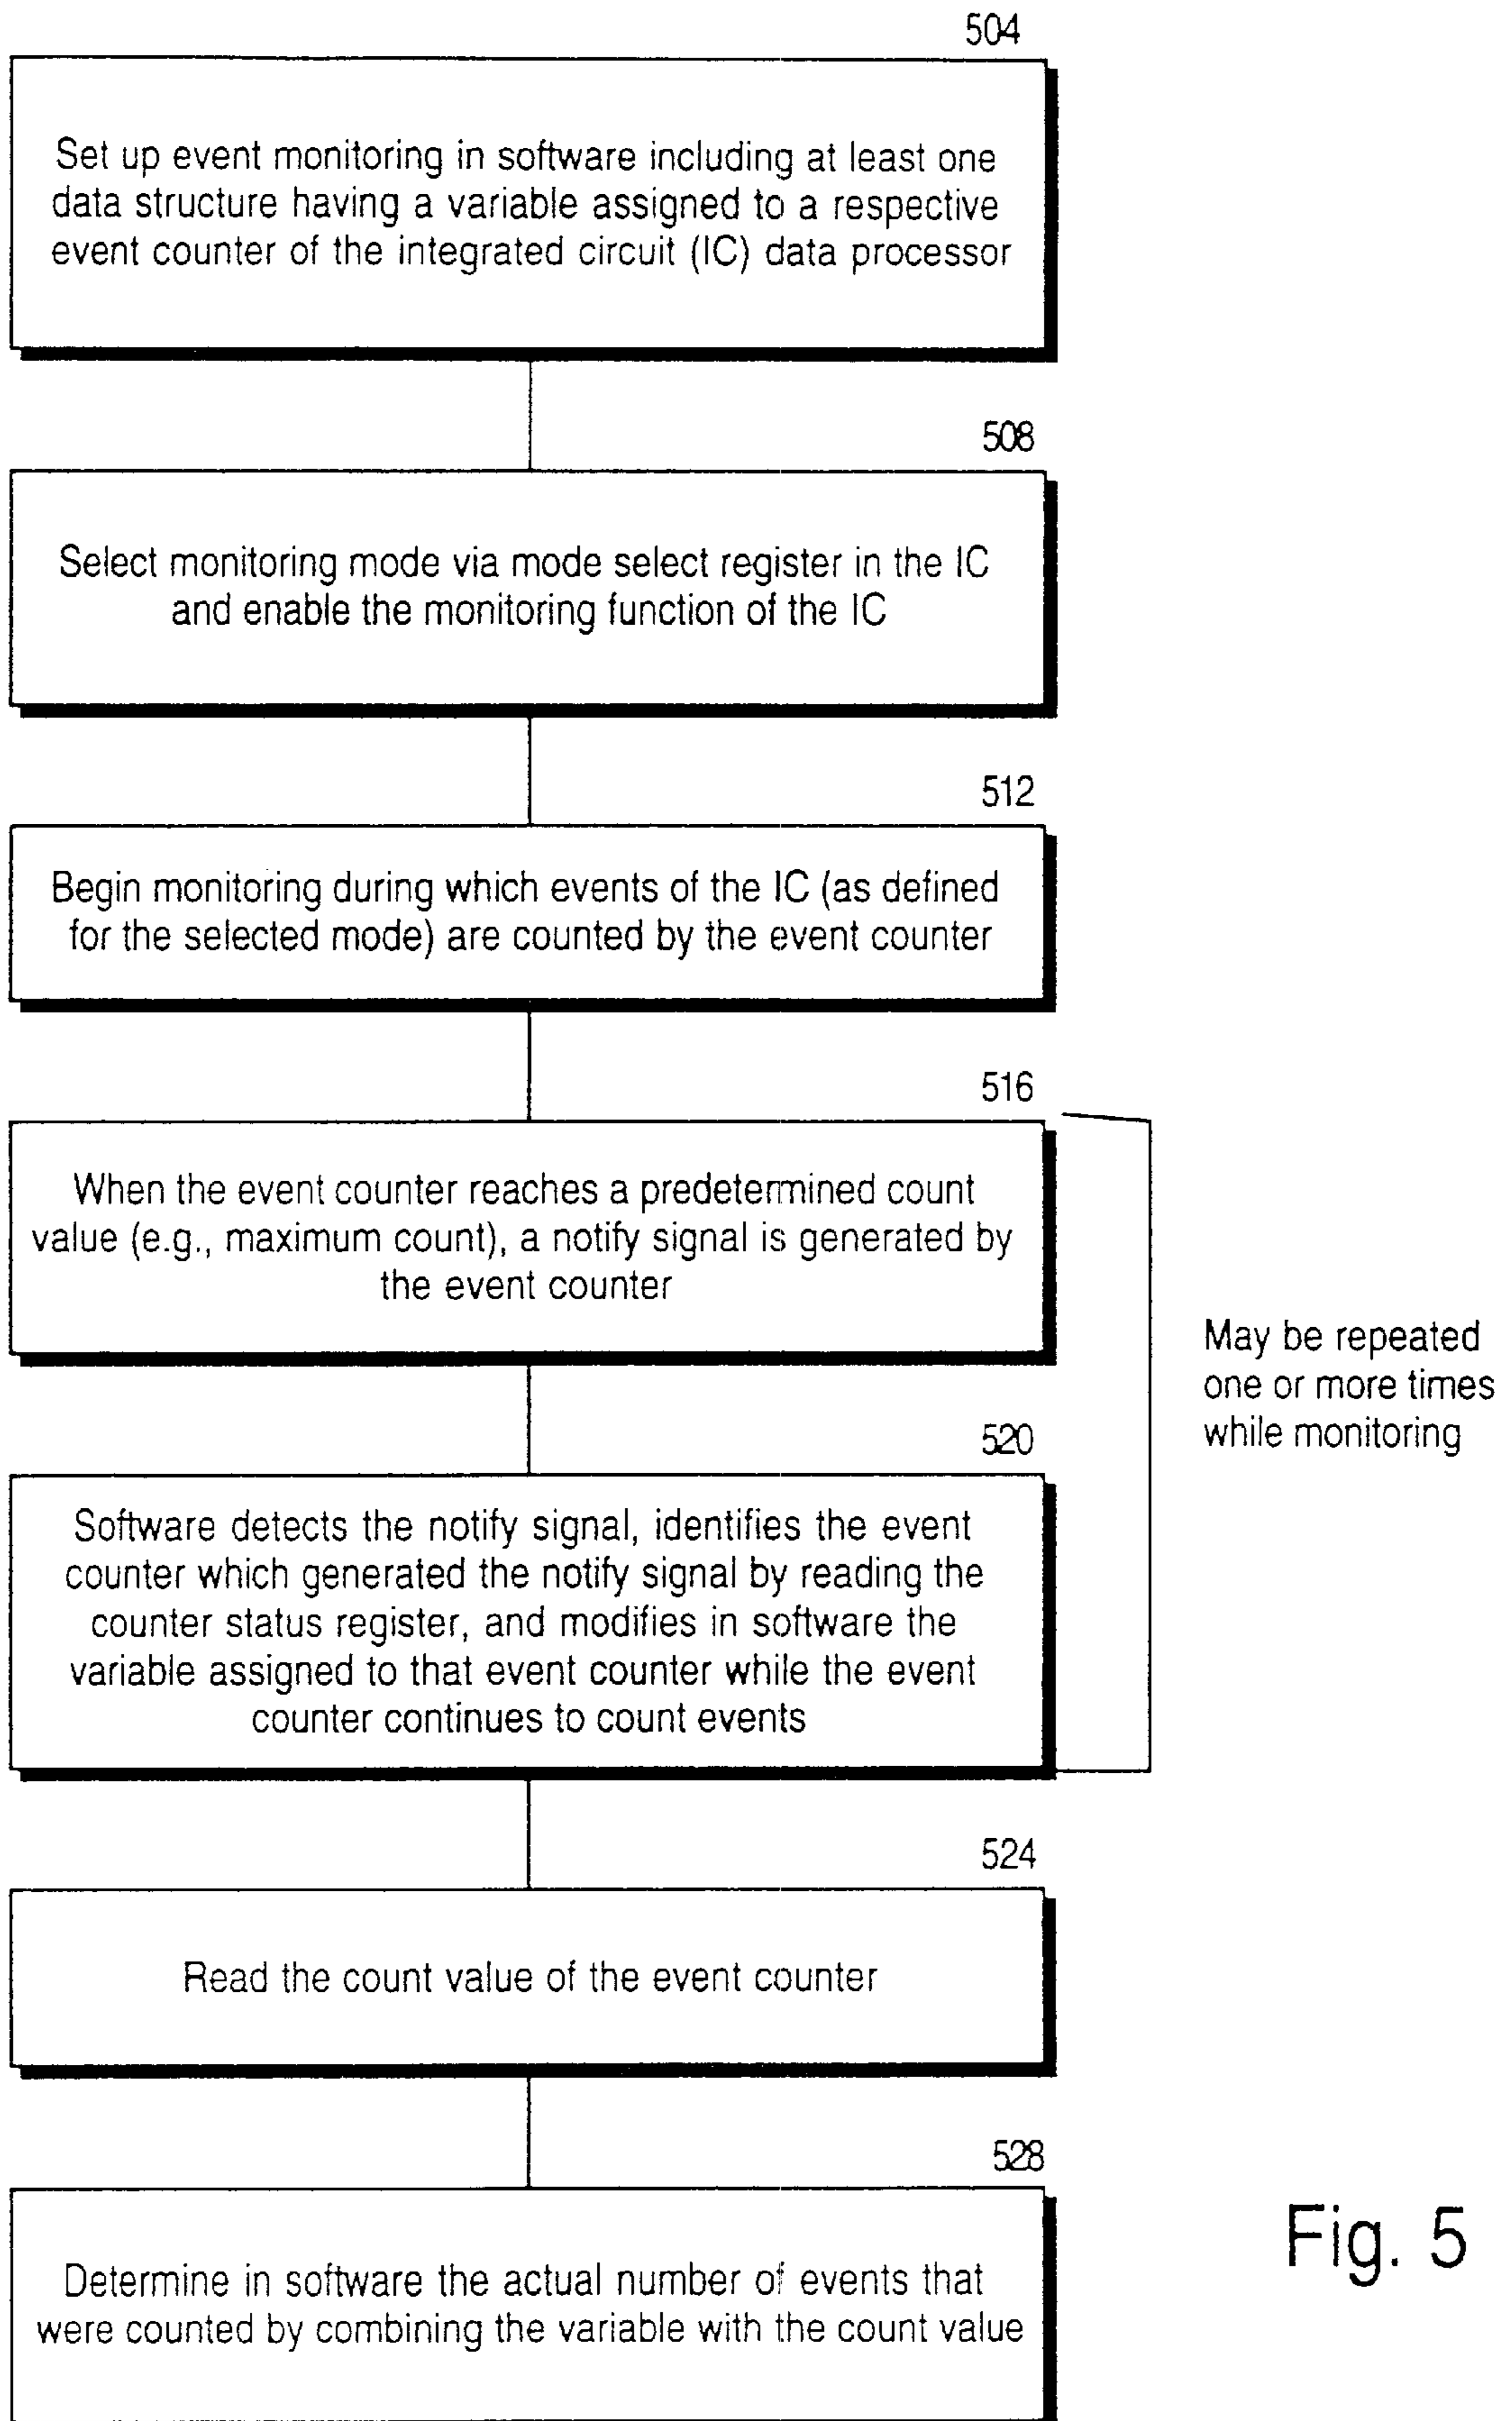 504
Set up event monitoring in software including at least one
data structure having a variable assigned to a respective
event counter of the integrated circuit (IC) data processor
508
Select monitoring mode via mode select register in the IC
and enable the monitoring function of the IC
512
Begin monitoring during which events of the IC (as defined
for the selected mode) are counted by the event counter
516
When the event counter reaches a predetermined count
value (e.g., maximum count), a notify signal is generated by
the event counter
May be repeated
one or more times
while monitoring
520
Software detects the notify signal, identifies the event
counter which generated the notify signal by reading the
counter status register, and modifies in software the
variable assigned to that event counter while the event
counter continues to count events
524
Read the count value of the event counter
528
Determine in software the actual number of events that
were counted by combining the variable with the count value
Fig. 5